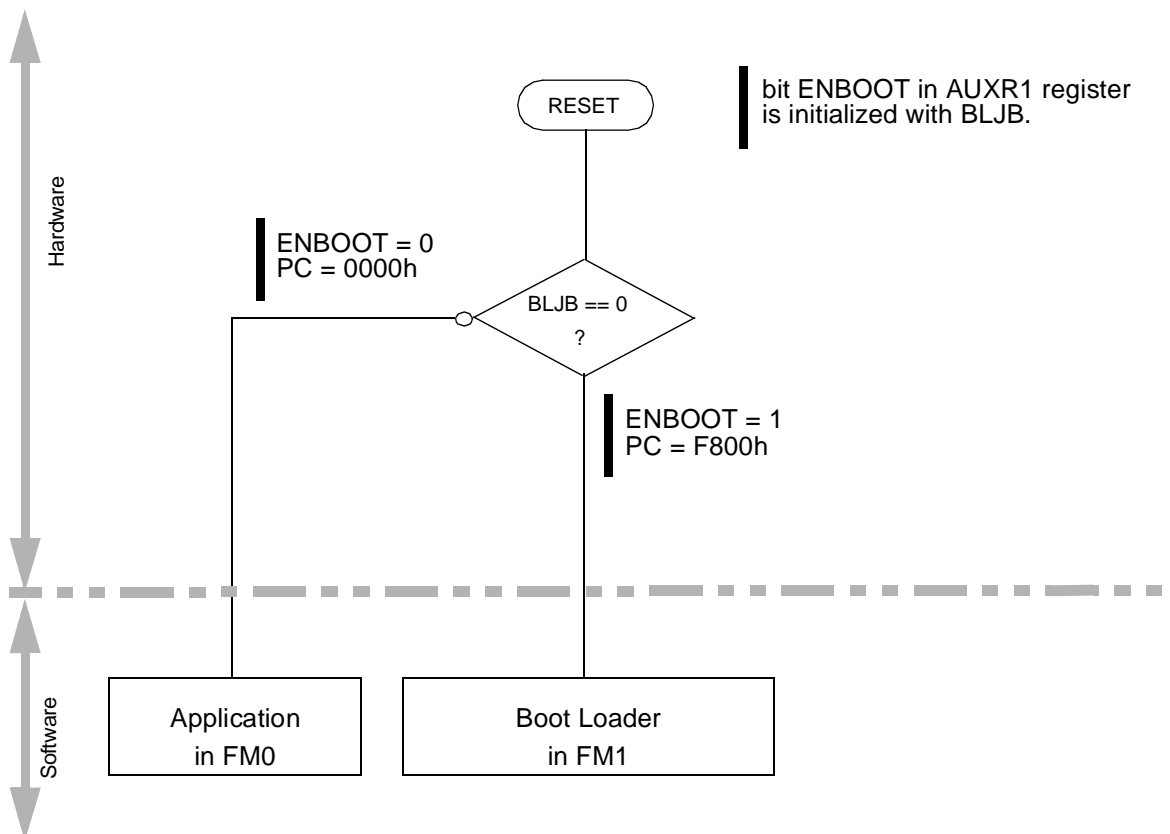 RESET
bit ENBOOT in AUXR1 register
is initialized with BLJB.
Hardware
ENBOOT = 0
PC = 0000h
BLJB == 0
?
ENBOOT = 1
PC = F800h
Software
Application
in FM0
Boot Loader
in FM1